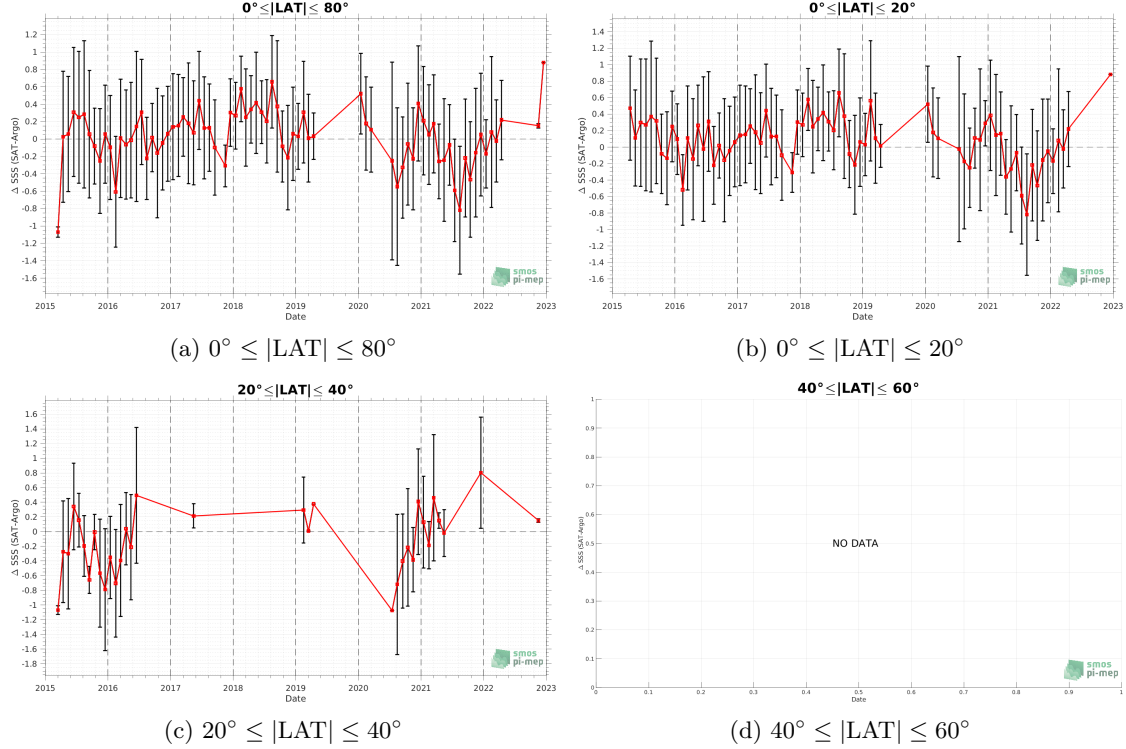 0°≤|LAT|≤ 80°
Δ SSS (SAT-Argo)
1.2
1
0.8
0.6
0.4
0.2
0
-0.2
-0.4
-0.6
-0.8
-1
-1.2
-1.4
-1.6
2015 2016 2017 2018 2019 2020 2021 2022 2023
Date
smos
pi-mep
(a) 0° ≤ |LAT| ≤ 80°
0°≤|LAT|≤ 20°
Δ SSS (SAT-Argo)
1.4
1.2
1
0.8
0.6
0.4
0.2
0
-0.2
-0.4
-0.6
-0.8
-1
-1.2
-1.4
-1.6
2015 2016 2017 2018 2019 2020 2021 2022 2023
Date
smos
pi-mep
(b) 0° ≤ |LAT| ≤ 20°
20°≤|LAT|≤ 40°
Δ SSS (SAT-Argo)
1.6
1.4
1.2
1
0.8
0.6
0.4
0.2
0
-0.2
-0.4
-0.6
-0.8
-1
-1.2
-1.4
-1.6
-1.8
2015 2016 2017 2018 2019 2020 2021 2022 2023
Date
smos
pi-mep
(c) 20° ≤ |LAT| ≤ 40°
40°≤|LAT|≤ 60°
Δ SSS (SAT-Argo)
1
0.9
0.8
0.7
0.6
0.5
0.4
0.3
0.2
0.1
0
NO DATA
0 0.1 0.2 0.3 0.4 0.5 0.6 0.7 0.8 0.9 1
Date
smos
pi-mep
(d) 40° ≤ |LAT| ≤ 60°